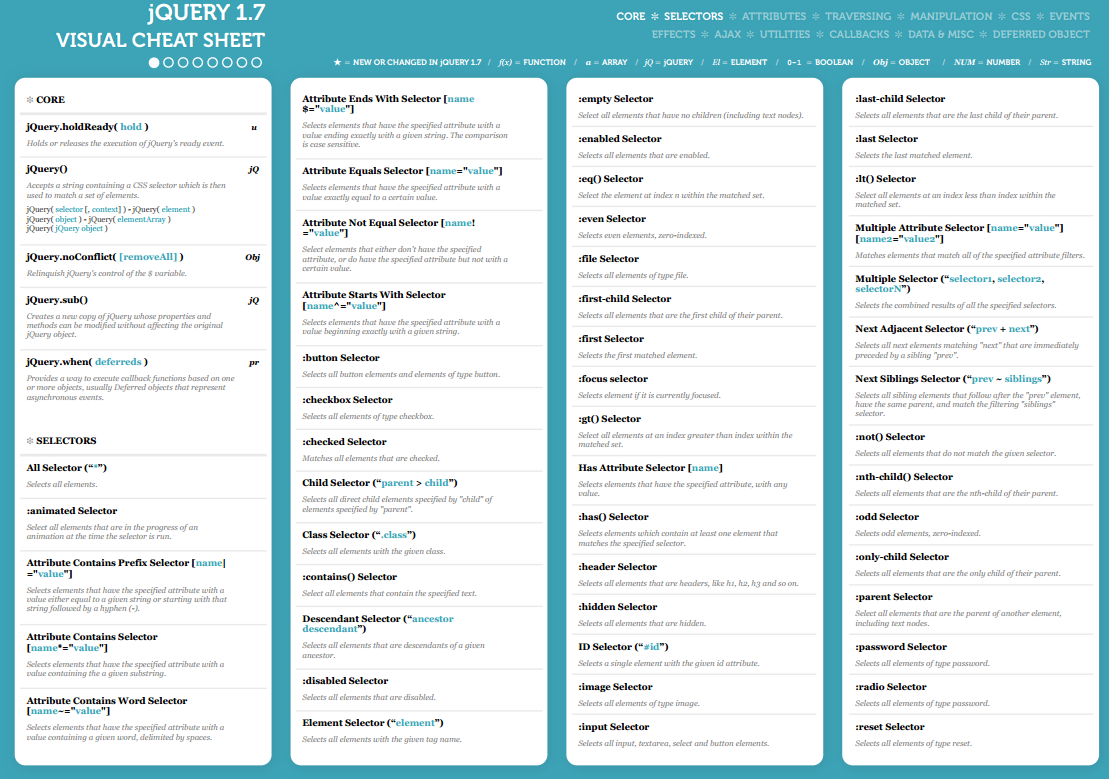 jQUERY 1.7
VISUAL CHEAT SHEET
CORE ✲ SELECTORS ✲ ATTRIBUTES ✲ TRAVERSING ✲ MANIPULATION ✲ CSS ✲ EVENTS
EFFECTS ✲ AJAX ✲ UTILITIES ✲ CALLBACKS ✲ DATA & MISC ✲ DEFERRED OBJECT
★ = NEW OR CHANGED IN jQUERY 1.7 / f(x) = FUNCTION / a = ARRAY / jQ = jQUERY / El = ELEMENT / 0-1 = BOOLEAN / Obj = OBJECT / NUM = NUMBER / Str = STRING
✲ CORE
jQuery.holdReady( hold ) u
Holds or releases the execution of jQuery's ready event.
jQuery() jQ
Accepts a string containing a CSS selector which is then
used to match a set of elements.
jQuery( selector [, context] ) - jQuery( element )
jQuery( object ) - jQuery( elementArray )
jQuery( jQuery object )
jQuery.noConflict( [removeAll] ) Obj
Relinquish jQuery's control of the $ variable.
jQuery.sub() jQ
Creates a new copy of jQuery whose properties and
methods can be modified without affecting the original
jQuery object.
jQuery.when( deferreds ) pr
Provides a way to execute callback functions based on one
or more objects, usually Deferred objects that represent
asynchronous events.
✲ SELECTORS
All Selector (“*”)
Selects all elements.
:animated Selector
Select all elements that are in the progress of an
animation at the time the selector is run.
Attribute Contains Prefix Selector [name|
="value"]
Selects elements that have the specified attribute with a
value either equal to a given string or starting with that
string followed by a hyphen (-).
Attribute Contains Selector
[name*="value"]
Selects elements that have the specified attribute with a
value containing the a given substring.
Attribute Contains Word Selector
[name~="value"]
Selects elements that have the specified attribute with a
value containing a given word, delimited by spaces.
Attribute Ends With Selector [name
$="value"]
Selects elements that have the specified attribute with a
value ending exactly with a given string. The comparison
is case sensitive.
Attribute Equals Selector [name="value"]
Selects elements that have the specified attribute with a
value exactly equal to a certain value.
Attribute Not Equal Selector [name!
="value"]
Select elements that either don't have the specified
attribute, or do have the specified attribute but not with a
certain value.
Attribute Starts With Selector
[name^="value"]
Selects elements that have the specified attribute with a
value beginning exactly with a given string.
:button Selector
Selects all button elements and elements of type button.
:checkbox Selector
Selects all elements of type checkbox.
:checked Selector
Matches all elements that are checked.
Child Selector (“parent > child”)
Selects all direct child elements specified by "child" of
elements specified by "parent".
Class Selector (“.class”)
Selects all elements with the given class.
:contains() Selector
Select all elements that contain the specified text.
Descendant Selector (“ancestor
descendant”)
Selects all elements that are descendants of a given
ancestor.
:disabled Selector
Selects all elements that are disabled.
Element Selector (“element”)
Selects all elements with the given tag name.
:empty Selector
Select all elements that have no children (including text nodes).
:enabled Selector
Selects all elements that are enabled.
:eq() Selector
Select the element at index n within the matched set.
:even Selector
Selects even elements, zero-indexed.
:file Selector
Selects all elements of type file.
:first-child Selector
Selects all elements that are the first child of their parent.
:first Selector
Selects the first matched element.
:focus selector
Selects element if it is currently focused.
:gt() Selector
Select all elements at an index greater than index within the
matched set.
Has Attribute Selector [name]
Selects elements that have the specified attribute, with any
value.
:has() Selector
Selects elements which contain at least one element that
matches the specified selector.
:header Selector
Selects all elements that are headers, like h1, h2, h3 and so on.
:hidden Selector
Selects all elements that are hidden.
ID Selector (“#id”)
Selects a single element with the given id attribute.
:image Selector
Selects all elements of type image.
:input Selector
Selects all input, textarea, select and button elements.
:last-child Selector
Selects all elements that are the last child of their parent.
:last Selector
Selects the last matched element.
:lt() Selector
Select all elements at an index less than index within the
matched set.
Multiple Attribute Selector [name="value"]
[name2="value2"]
Matches elements that match all of the specified attribute filters.
Multiple Selector (“selector1, selector2,
selectorN”)
Selects the combined results of all the specified selectors.
Next Adjacent Selector (“prev + next”)
Selects all next elements matching "next" that are immediately
preceded by a sibling "prev".
Next Siblings Selector (“prev ~ siblings”)
Selects all sibling elements that follow after the "prev" element,
have the same parent, and match the filtering "siblings"
selector.
:not() Selector
Selects all elements that do not match the given selector.
:nth-child() Selector
Selects all elements that are the nth-child of their parent.
:odd Selector
Selects odd elements, zero-indexed.
:only-child Selector
Selects all elements that are the only child of their parent.
:parent Selector
Select all elements that are the parent of another element,
including text nodes.
:password Selector
Selects all elements of type password.
:radio Selector
Selects all elements of type password.
:reset Selector
Selects all elements of type reset.